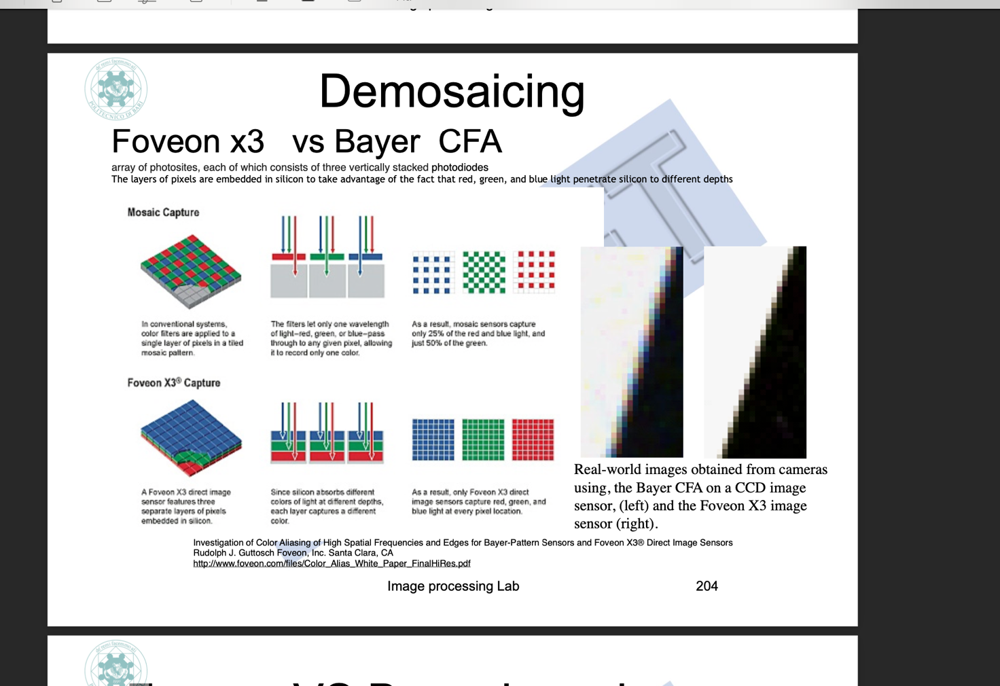 Demosaicing
Foveon x3 vs Bayer CFA
array of photosites, each of which consists of three vertically stacked photodiodes
The layers of pixels are embedded in silicon to take advantage of the fact that red, green, and blue light penetrate silicon to different depths
Mosaic Capture
In conventional systems,
color filters are applied to a
single layer of pixels in a tiled
mosaic pattern.
The filters let only one wavelength
of light–red, green, or blue–pass
through to any given pixel, allowing
it to record only one color.
As a result, mosaic sensors capture
only 25% of the red and blue light, and
just 50% of the green.
Foveon X3® Capture
A Foveon X3 direct image
sensor features three
separate layers of pixels
embedded in silicon.
Since silicon absorbs different
colors of light at different depths,
each layer captures a different
color.
As a result, only Foveon X3 direct
image sensors capture red, green, and
blue light at every pixel location.
Real-world images obtained from cameras
using, the Bayer CFA on a CCD image
sensor, (left) and the Foveon X3 image
sensor (right).
Investigation of Color Aliasing of High Spatial Frequencies and Edges for Bayer-Pattern Sensors and Foveon X3® Direct Image Sensors
Rudolph J. Guttosch Foveon, Inc. Santa Clara, CA
http://www.foveon.com/files/Color_Alias_White_Paper_FinalHiRes.pdf
Image processing Lab
204
POLITECNICO DI BARI